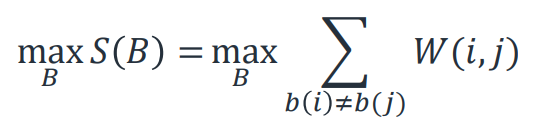 max S(B) = max ∑ W(i,j)
B B b(i)≠b(j)